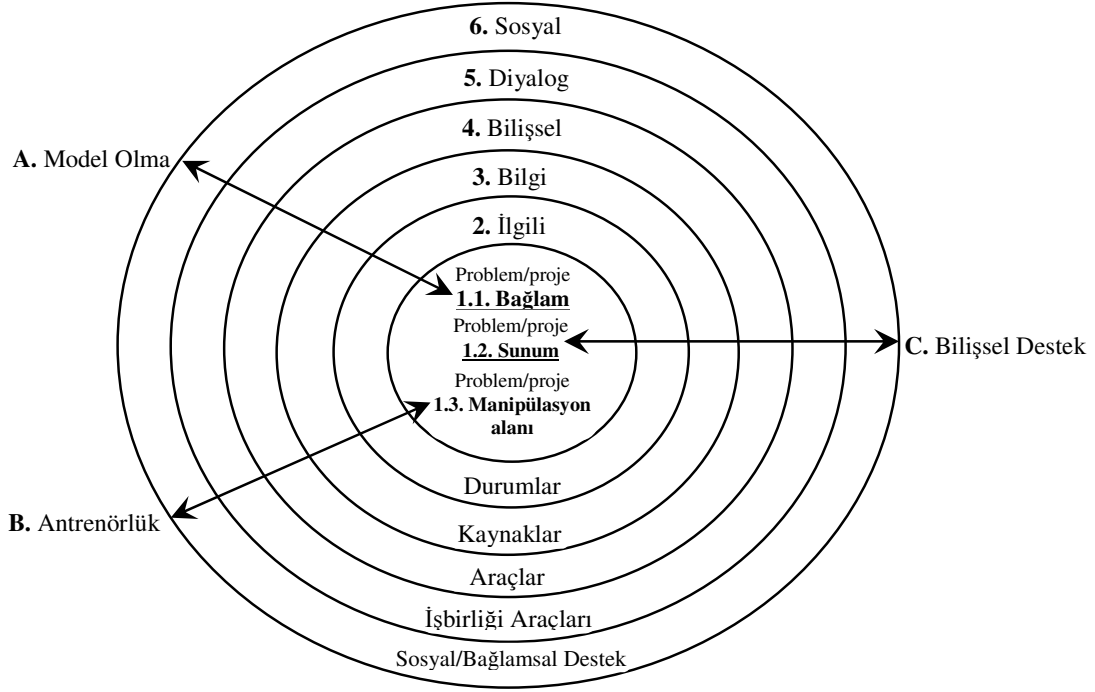 6. Sosyal
5. Diyalog
4. Bilişsel
A. Model Olma
3. Bilgi
2. İlgili
Problem/proje
1.1. Bağlam
Problem/proje
1.2. Sunum
C. Bilişsel Destek
Problem/proje
1.3. Manipülasyon
alanı
Durumlar
B. Antrenörlük
Kaynaklar
Araçlar
İşbirliği Araçları
Sosyal/Bağlamsal Destek